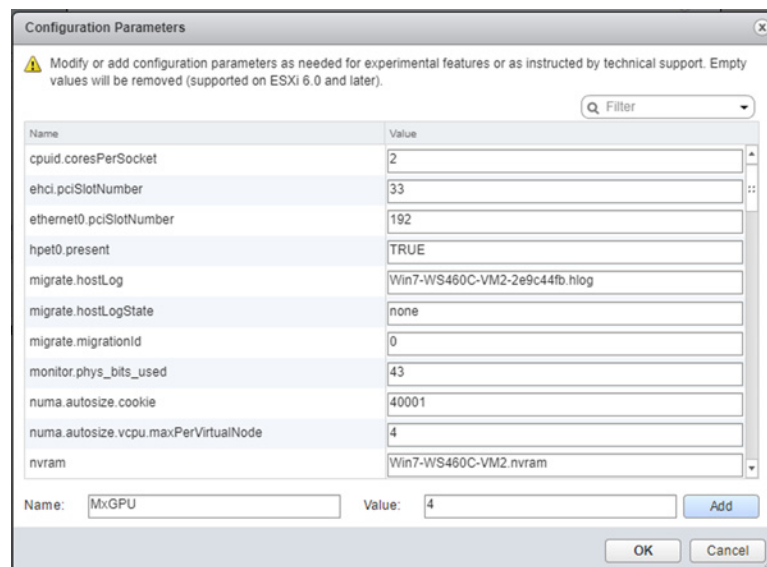 Configuration Parameters
Modify or add configuration parameters as needed for experimental features or as instructed by technical support. Empty
values will be removed (supported on ESXi 6.0 and later).
Filter
Name Value
cpuid.coresPerSocket 2
ehci.pciSlotNumber 33
ethernet0.pciSlotNumber 192
hpet0.present TRUE
migrate.hostLog Win7-WS460C-VM2-2e9c44fb.hlog
migrate.hostLogState none
migrate.migrationId 0
monitor.phys_bits_used 43
numa.autosize.cookie 40001
numa.autosize.vcpu.maxPerVirtualNode 4
nvram Win7-WS460C-VM2.nvram
Name: MxGPU Value: 4 Add
OK Cancel